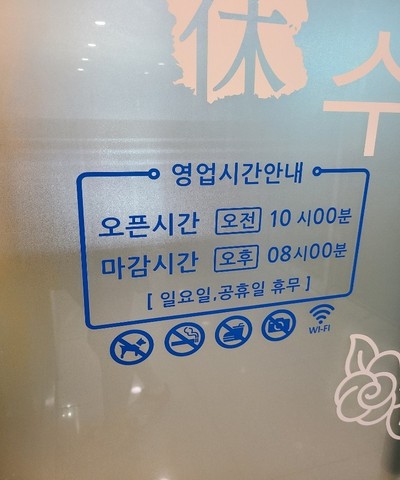 休
수
영업시간안내
오픈시간 오전 10 시00분
마감시간 오후 08시00분
[ 일요일,공휴일 휴무 ]
WI-FI